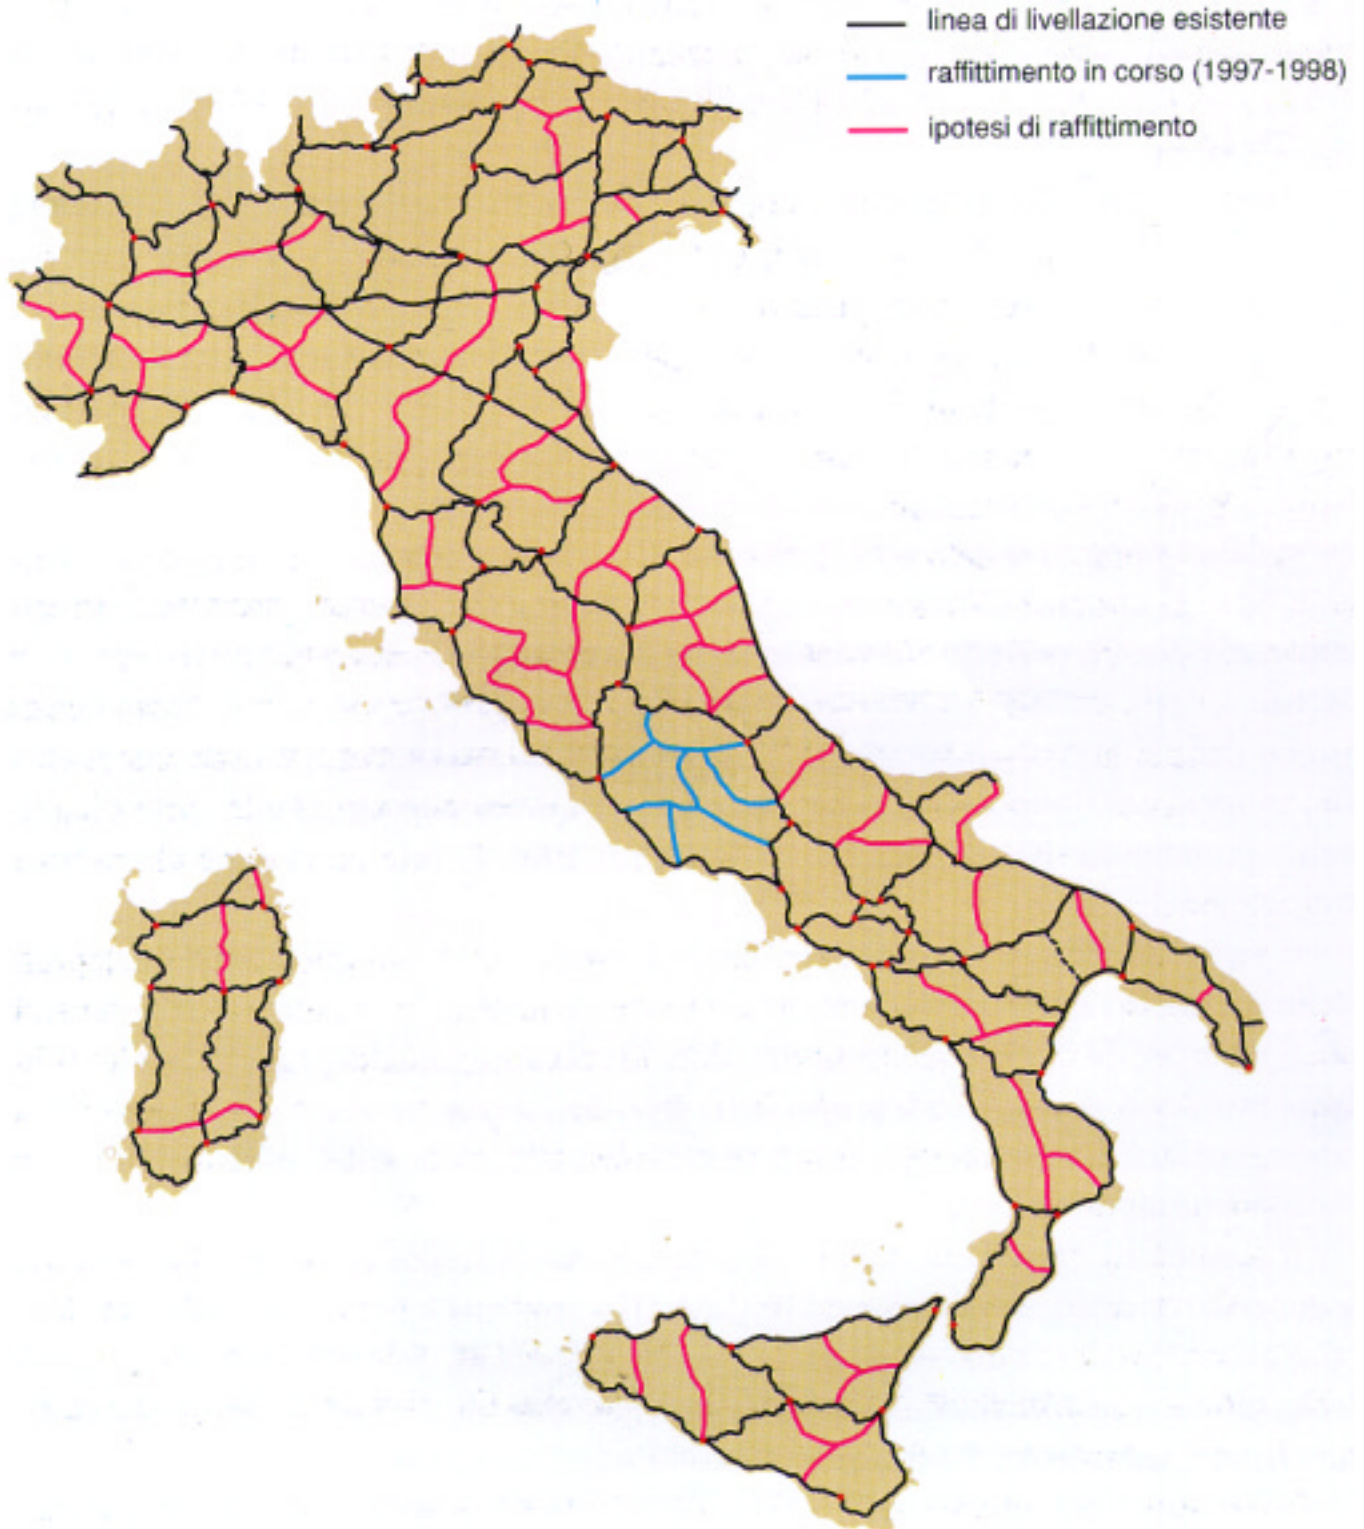 linea di livellazione esistente
raffittimento in corso (1997-1998)
ipotesi di raffittimento